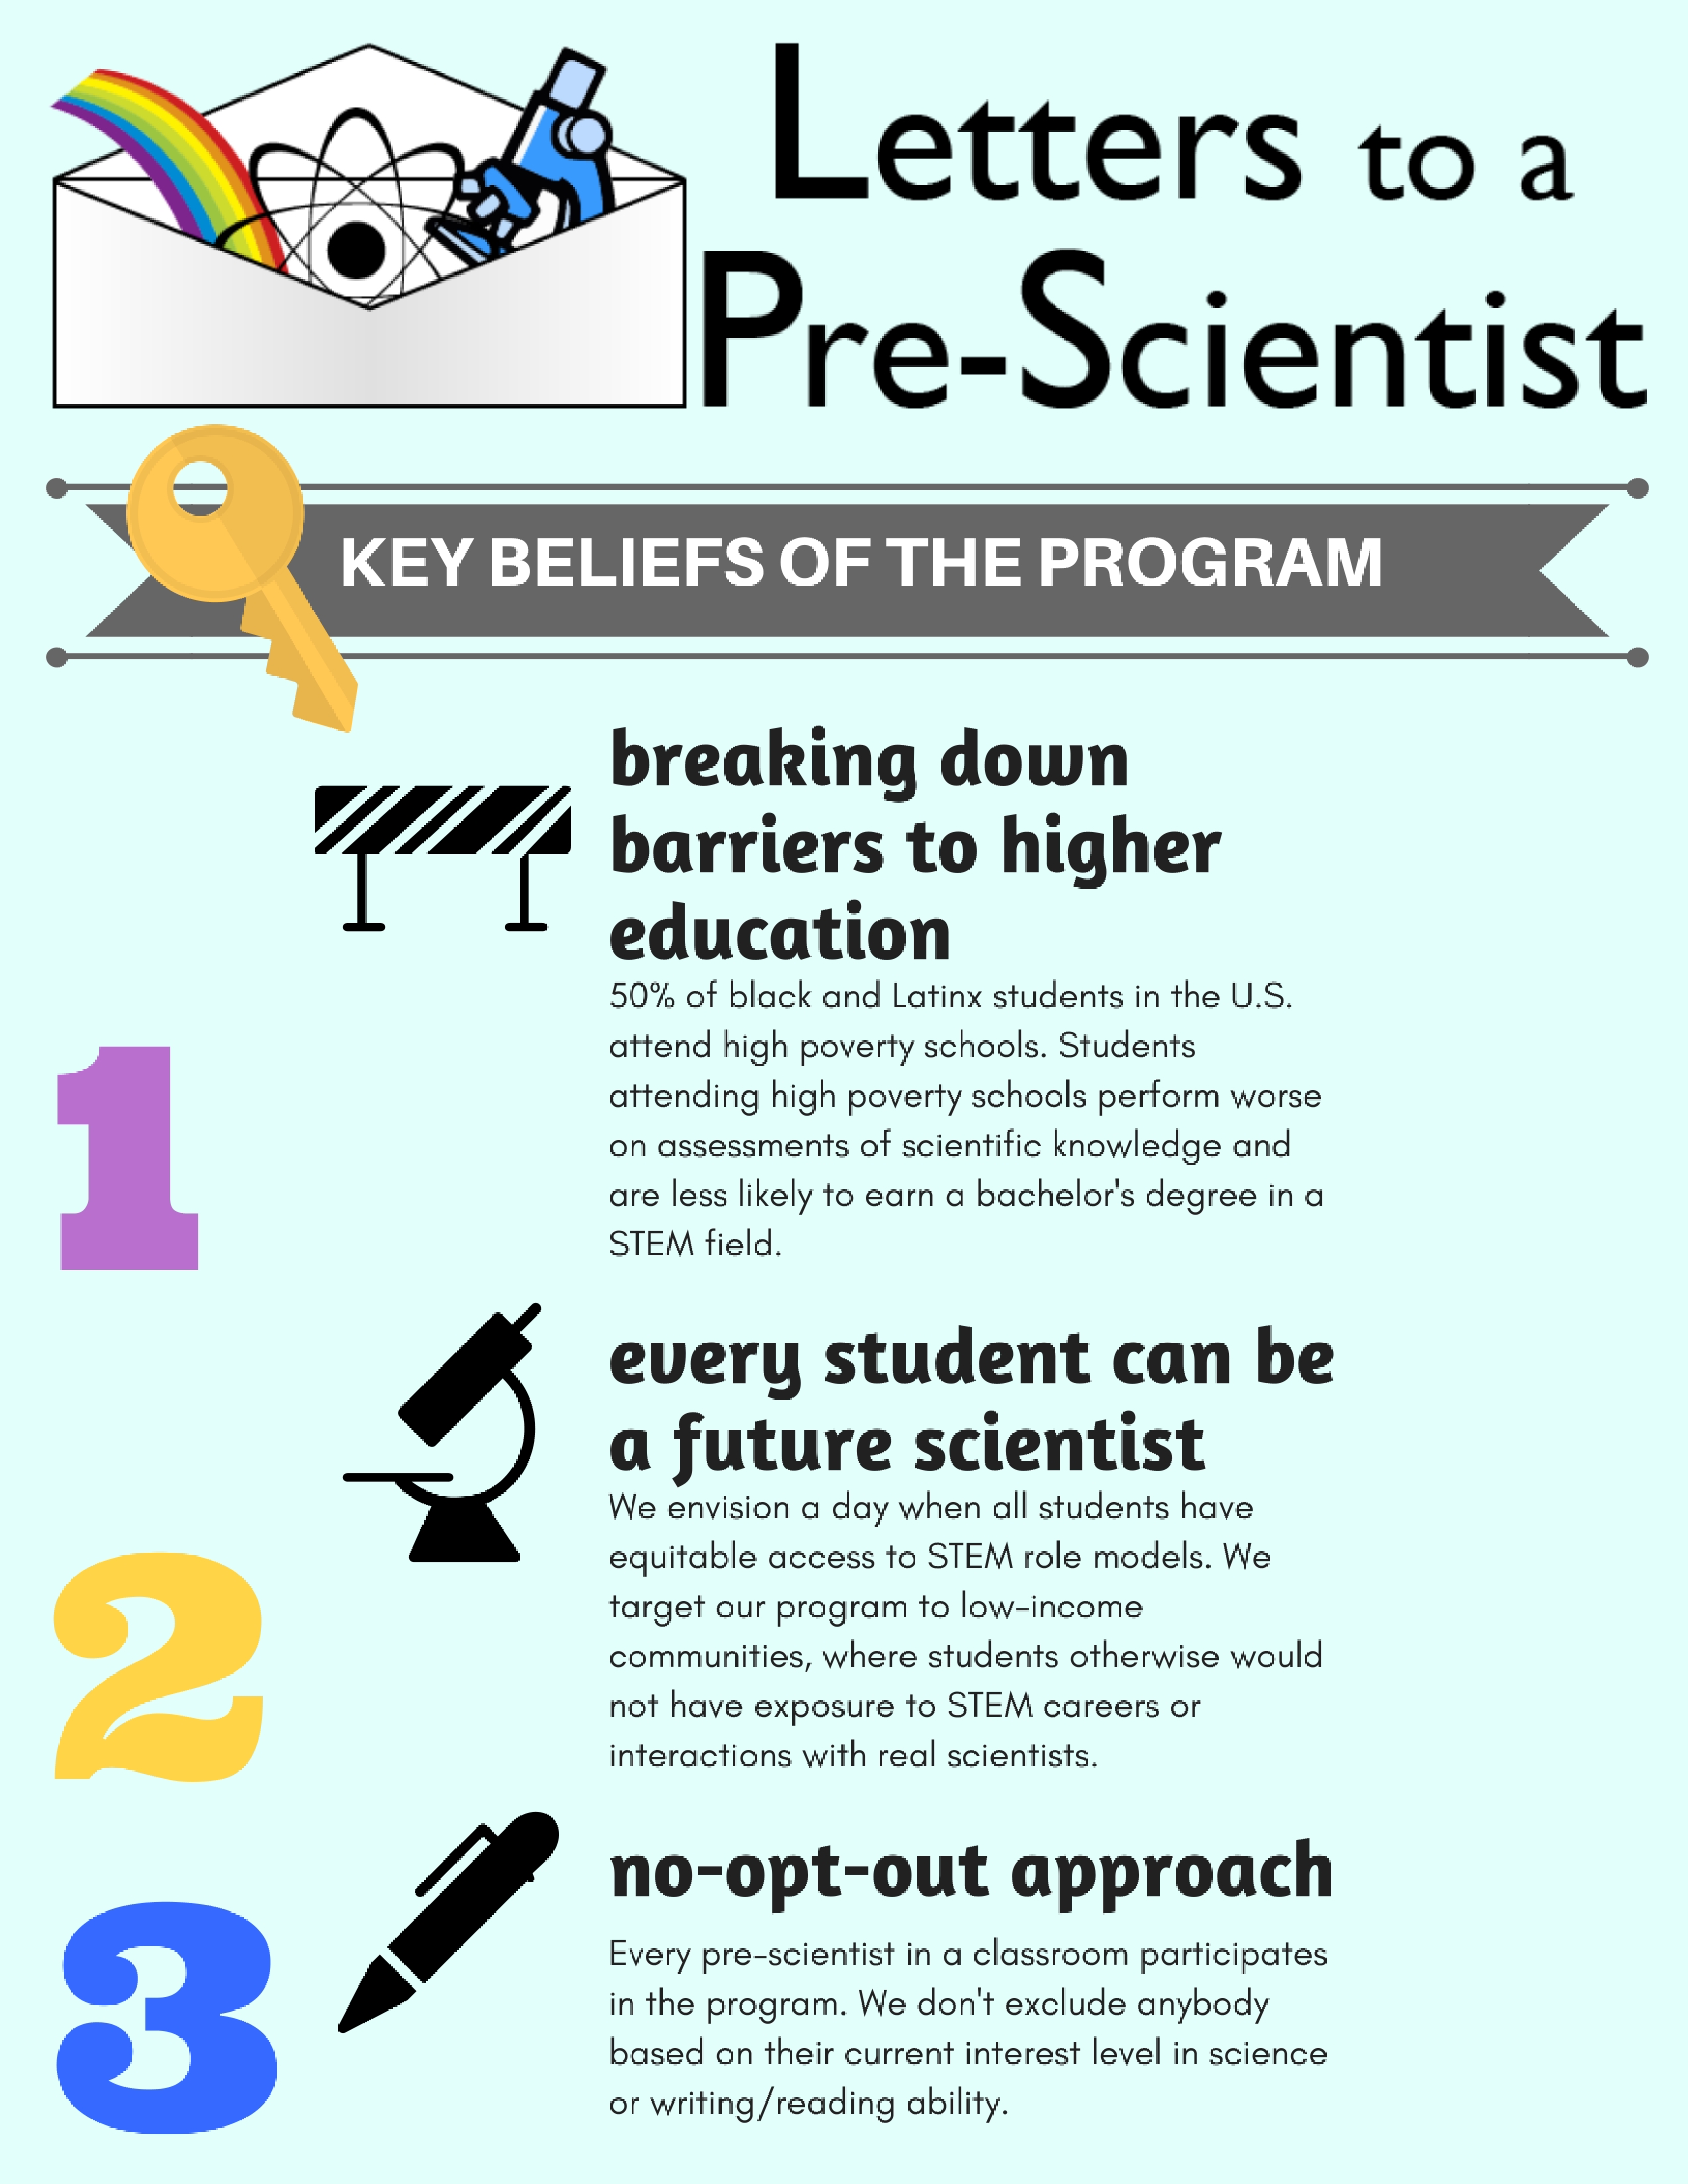 Letters to a
Pre-Scientist
KEY BELIEFS OF THE PROGRAM
breaking down
barriers to higher
education
50% of black and Latinx students in the U.S.
attend high poverty schools. Students
attending high poverty schools perform worse
on assessments of scientific knowledge and
are less likely to earn a bachelor's degree in a
STEM field.
1
every student can be
a future scientist
We envision a day when all students have
equitable access to STEM role models. We
target our program to low-income
communities, where students otherwise would
not have exposure to STEM careers or
interactions with real scientists.
2
no-opt-out approach
Every pre-scientist in a classroom participates
in the program. We don't exclude anybody
based on their current interest level in science
or writing/reading ability.
3